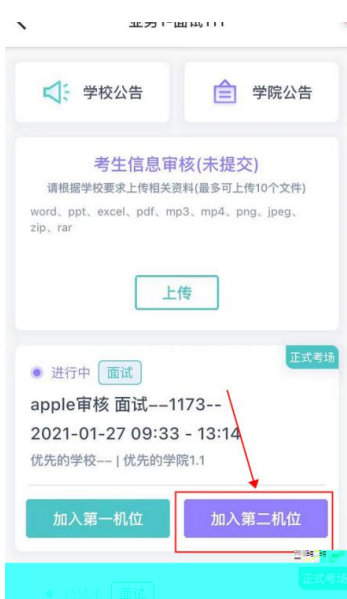 学校公告
学院公告
考生信息审核(未提交)
请根据学校要求上传相关资料(最多可上传10个文件)
word、ppt、excel、pdf、mp3、mp4、png、jpeg、
zip、rar
上传
正式考场
进行中 面试
apple审核 面试––1173--
2021-01-27 09:33 - 13:14
优先的学校-- | 优先的学院1.1
加入第一机位
加入第二机位
正式考场
面试